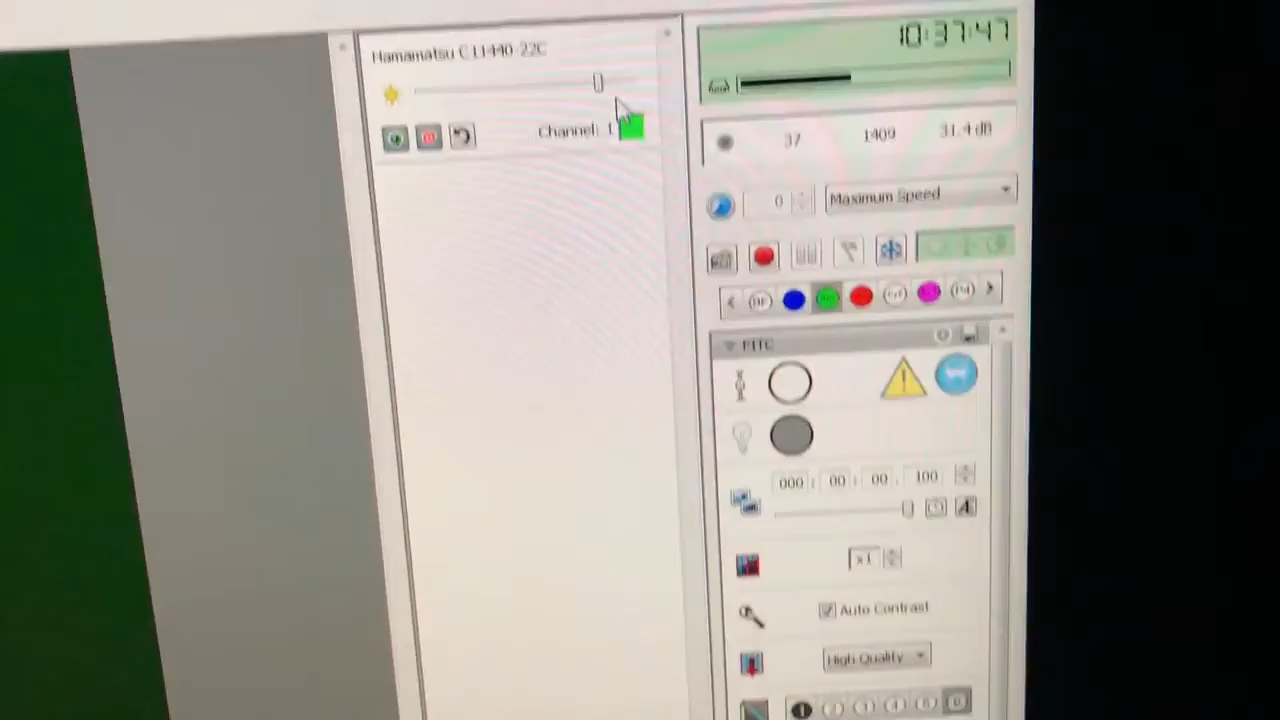 Hamamatsu C11440-22C
Channel: 1
10:37:47
37 1409 31.4 dB
0 Maximum Speed
FITC
000 : 00 : 00 . 100
x1
Auto Contrast
High Quality